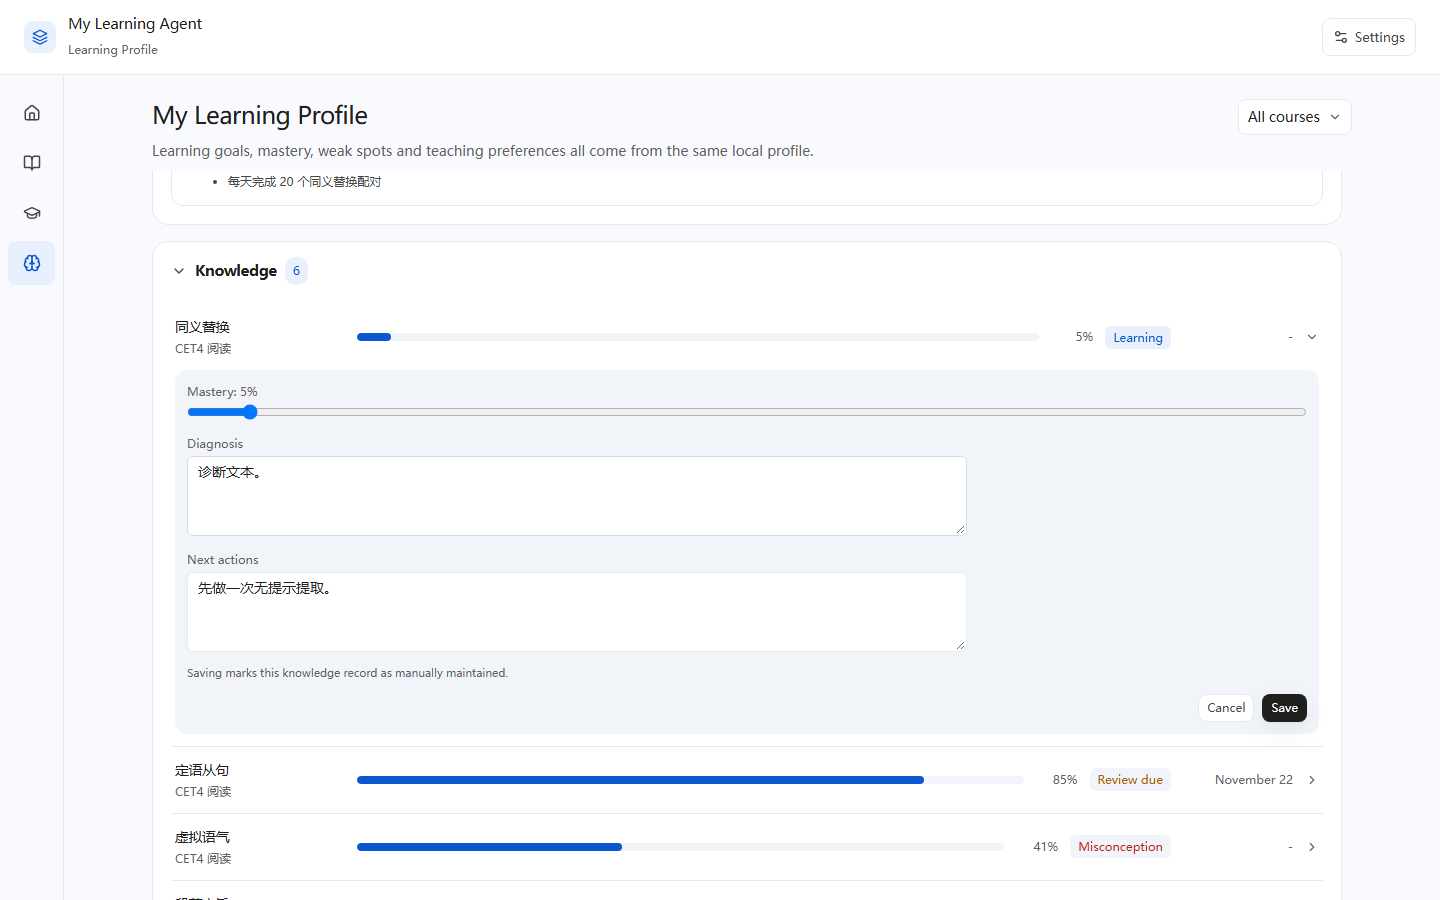 My Learning Agent
Learning Profile
Settings
My Learning Profile
All courses
Learning goals, mastery, weak spots and teaching preferences all come from the same local profile.
• 每天完成 20 个同义替换配对
Knowledge 6
同义替换
CET4 阅读
5% Learning -
Mastery: 5%
Diagnosis
诊断文本。
Next actions
先做一次无提示提取。
Saving marks this knowledge record as manually maintained.
Cancel Save
定语从句
CET4 阅读
85% Review due November 22
虚拟语气
CET4 阅读
41% Misconception -